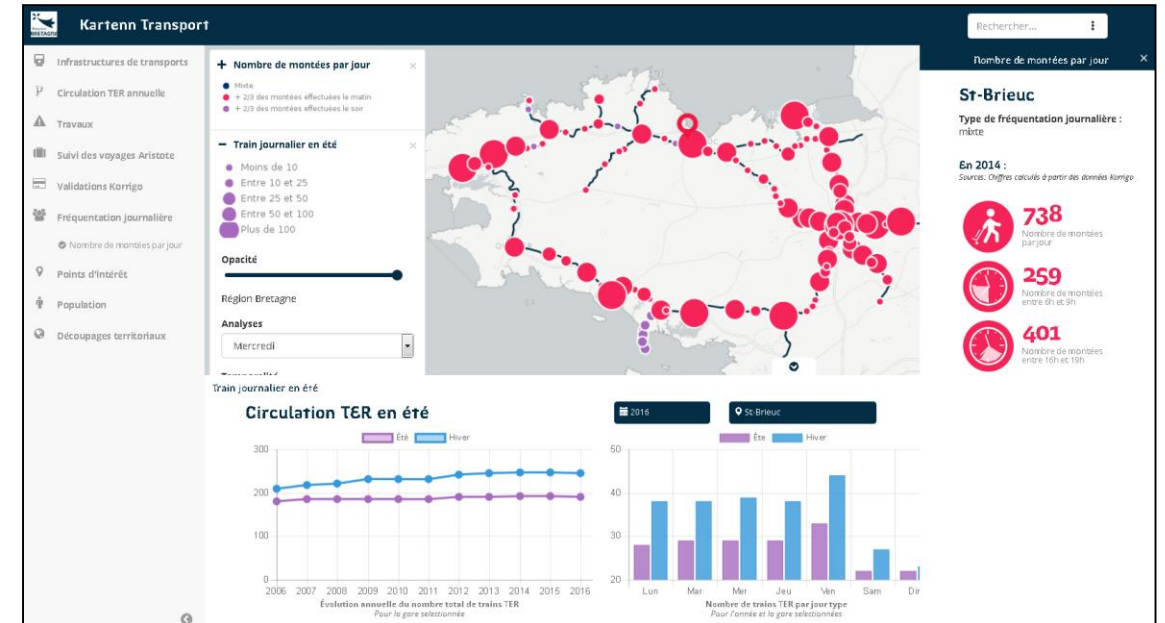 BRETAGNE
Kartenn Transport
Rechercher...
Infrastructures de transports
Circulation TER annuelle
Travaux
Suivi des voyages Aristote
Validations Korrigo
Fréquentation journalière
Nombre de montées par jour
Points d'intérêt
Population
Découpages territoriaux
+ Nombre de montées par jour ×
Mixte
+ 2/3 des montées effectuées le matin
+ 2/3 des montées effectuées le soir
− Train journalier en été ×
Moins de 10
Entre 10 et 25
Entre 25 et 50
Entre 50 et 100
Plus de 100
Opacité
Région Bretagne
Analyses
Mercredi
Nombre de montées par jour ×
St-Brieuc
Type de fréquentation journalière :
mixte
En 2014 :
Sources: Chiffres calculés à partir des données Korrigo
738
Nombre de montées
par jour
259
Nombre de montées
entre 6h et 9h
401
Nombre de montées
entre 16h et 19h
Train journalier en été
Circulation TER en été
2016
St-Brieuc
Été Hiver
300
200
100
0
2006 2007 2008 2009 2010 2011 2012 2013 2014 2015 2016
Évolution annuelle du nombre total de trains TER
Pour la gare selectionnée
Éte Hiver
50
40
30
20
Lun Mar Mer Jeu Ven Sam Dir
Nombre de trains TER par jour type
Pour l'année et la gare selectionnées